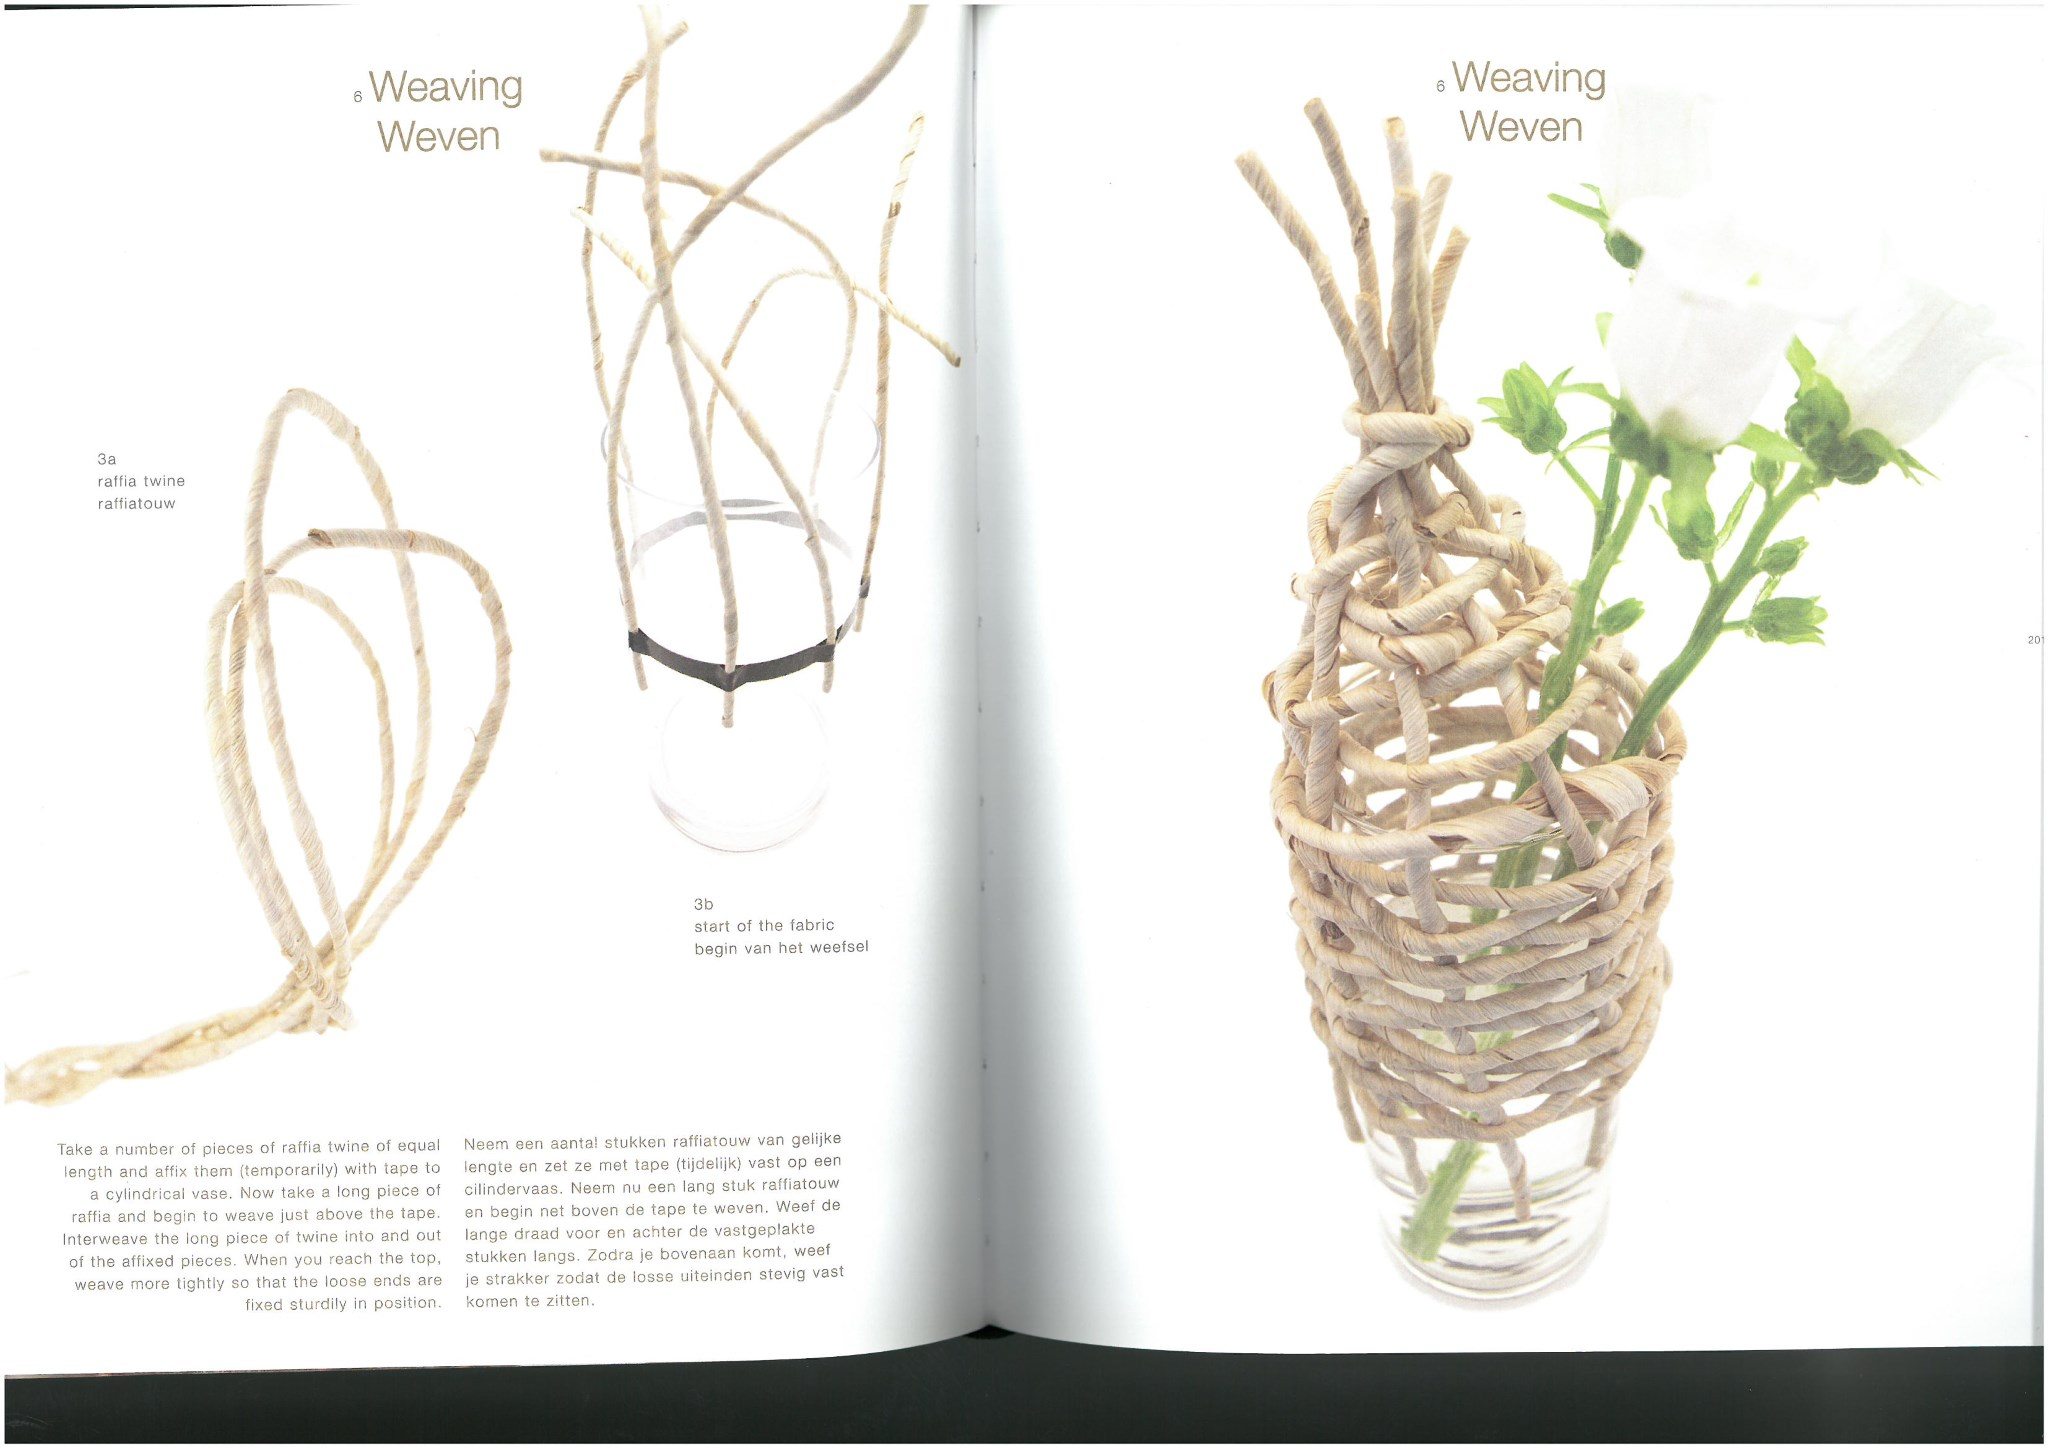 6 Weaving
Weven
3a
raffia twine
raffiatouw
3b
start of the fabric
begin van het weefsel
Take a number of pieces of raffia twine of equal
length and affix them (temporarily) with tape to
a cylindrical vase. Now take a long piece of
raffia and begin to weave just above the tape.
Interweave the long piece of twine into and out
of the affixed pieces. When you reach the top,
weave more tightly so that the loose ends are
fixed sturdily in position.
Neem een aantal stukken raffiatouw van gelijke
lengte en zet ze met tape (tijdelijk) vast op een
cilindervaas. Neem nu een lang stuk raffiatouw
en begin net boven de tape te weven. Weef de
lange draad voor en achter de vastgeplakte
stukken langs. Zodra je bovenaan komt, weef
je strakker zodat de losse uiteinden stevig vast
komen te zitten.
6 Weaving
Weven
201